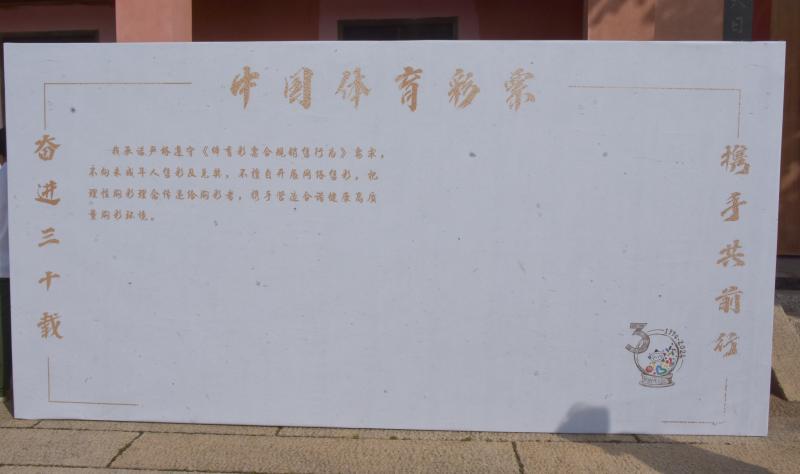 中国体育彩票
奋进三十载
我承诺严格遵守《体育彩票合规销售行为》要求，
不向未成年人售彩及兑奖，不擅自开展网络售彩，把
理性购彩理念传递给购彩者，携手营造合谐健康高质
量购彩环境。
携手共前行
3
1994-2024